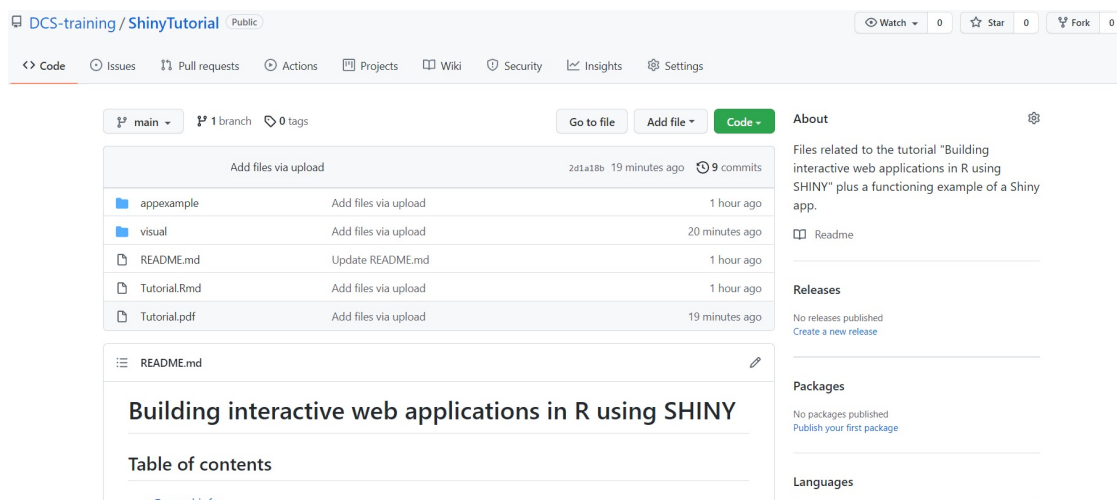 DCS-training / ShinyTutorial Public
Watch 0 Star 0 Fork 0
Code Issues Pull requests Actions Projects Wiki Security Insights Settings
main 1 branch 0 tags Go to file Add file Code
Add files via upload 2d1a18b 19 minutes ago 9 commits
appexample Add files via upload 1 hour ago
visual Add files via upload 20 minutes ago
README.md Update README.md 1 hour ago
Tutorial.Rmd Add files via upload 1 hour ago
Tutorial.pdf Add files via upload 19 minutes ago
README.md
Building interactive web applications in R using SHINY
Table of contents
About
Files related to the tutorial "Building
interactive web applications in R using
SHINY" plus a functioning example of a Shiny
app.
Readme
Releases
No releases published
Create a new release
Packages
No packages published
Publish your first package
Languages